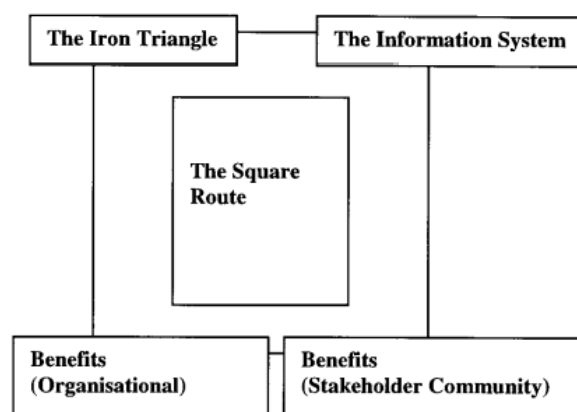 The Iron Triangle
The Information System
The Square
Route
Benefits
(Organisational)
Benefits
(Stakeholder Community)